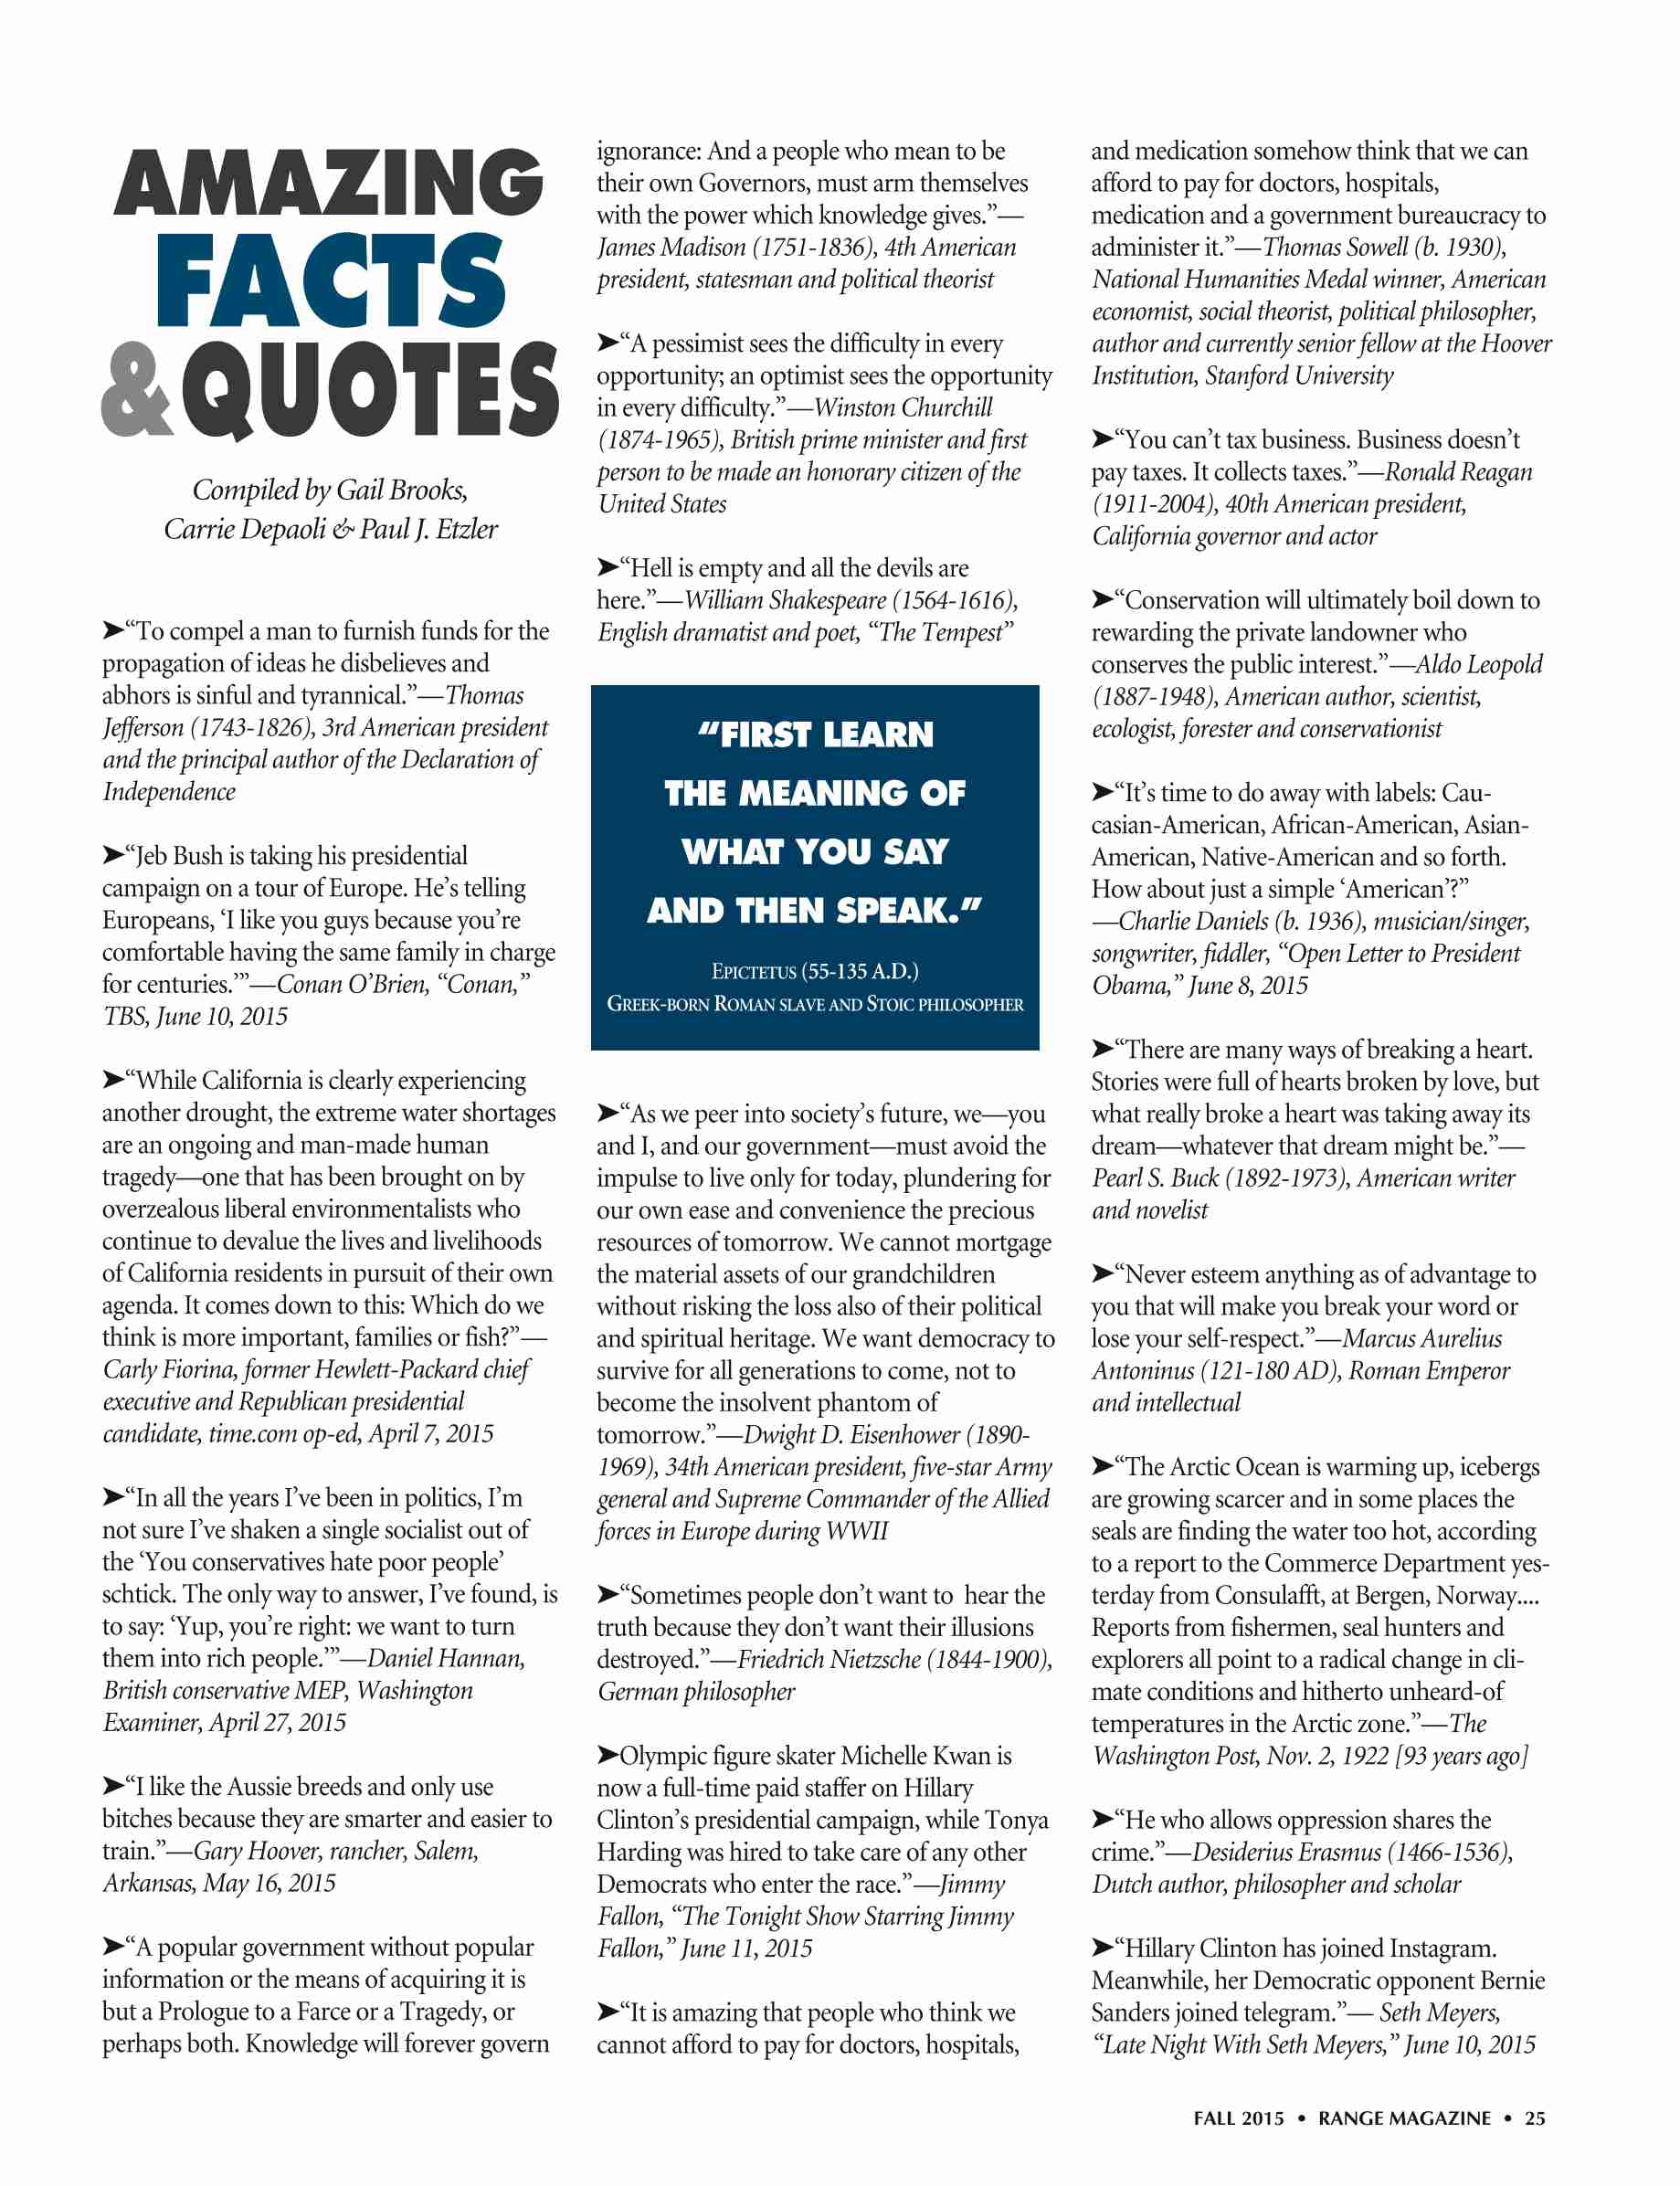 AMAZING
FACTS
& QUOTES
Compiled by Gail Brooks,
Carrie Depaoli & Paul J. Etzler
➤“To compel a man to furnish funds for the
propagation of ideas he disbelieves and
abhors is sinful and tyrannical.”—Thomas
Jefferson (1743-1826), 3rd American president
and the principal author of the Declaration of
Independence
➤“Jeb Bush is taking his presidential
campaign on a tour of Europe. He’s telling
Europeans, ‘I like you guys because you’re
comfortable having the same family in charge
for centuries.’”—Conan O’Brien, “Conan,”
TBS, June 10, 2015
➤“While California is clearly experiencing
another drought, the extreme water shortages
are an ongoing and man-made human
tragedy—one that has been brought on by
overzealous liberal environmentalists who
continue to devalue the lives and livelihoods
of California residents in pursuit of their own
agenda. It comes down to this: Which do we
think is more important, families or fish?”—
Carly Fiorina, former Hewlett-Packard chief
executive and Republican presidential
candidate, time.com op-ed, April 7, 2015
➤“In all the years I’ve been in politics, I’m
not sure I’ve shaken a single socialist out of
the ‘You conservatives hate poor people’
schtick. The only way to answer, I’ve found, is
to say: ‘Yup, you’re right: we want to turn
them into rich people.’”—Daniel Hannan,
British conservative MEP, Washington
Examiner, April 27, 2015
➤“I like the Aussie breeds and only use
bitches because they are smarter and easier to
train.”—Gary Hoover, rancher, Salem,
Arkansas, May 16, 2015
➤“A popular government without popular
information or the means of acquiring it is
but a Prologue to a Farce or a Tragedy, or
perhaps both. Knowledge will forever govern
ignorance: And a people who mean to be
their own Governors, must arm themselves
with the power which knowledge gives.”—
James Madison (1751-1836), 4th American
president, statesman and political theorist
➤“A pessimist sees the difficulty in every
opportunity; an optimist sees the opportunity
in every difficulty.”—Winston Churchill
(1874-1965), British prime minister and first
person to be made an honorary citizen of the
United States
➤“Hell is empty and all the devils are
here.”—William Shakespeare (1564-1616),
English dramatist and poet, “The Tempest”
“FIRST LEARN
THE MEANING OF
WHAT YOU SAY
AND THEN SPEAK.”
EPICTETUS (55-135 A.D.)
GREEK-BORN ROMAN SLAVE AND STOIC PHILOSOPHER
➤“As we peer into society’s future, we—you
and I, and our government—must avoid the
impulse to live only for today, plundering for
our own ease and convenience the precious
resources of tomorrow. We cannot mortgage
the material assets of our grandchildren
without risking the loss also of their political
and spiritual heritage. We want democracy to
survive for all generations to come, not to
become the insolvent phantom of
tomorrow.”—Dwight D. Eisenhower (1890-
1969), 34th American president, five-star Army
general and Supreme Commander of the Allied
forces in Europe during WWII
➤“Sometimes people don’t want to hear the
truth because they don’t want their illusions
destroyed.”—Friedrich Nietzsche (1844-1900),
German philosopher
➤Olympic figure skater Michelle Kwan is
now a full-time paid staffer on Hillary
Clinton’s presidential campaign, while Tonya
Harding was hired to take care of any other
Democrats who enter the race.”—Jimmy
Fallon, “The Tonight Show Starring Jimmy
Fallon,” June 11, 2015
➤“It is amazing that people who think we
cannot afford to pay for doctors, hospitals,
and medication somehow think that we can
afford to pay for doctors, hospitals,
medication and a government bureaucracy to
administer it.”—Thomas Sowell (b. 1930),
National Humanities Medal winner, American
economist, social theorist, political philosopher,
author and currently senior fellow at the Hoover
Institution, Stanford University
➤“You can’t tax business. Business doesn’t
pay taxes. It collects taxes.”—Ronald Reagan
(1911-2004), 40th American president,
California governor and actor
➤“Conservation will ultimately boil down to
rewarding the private landowner who
conserves the public interest.”—Aldo Leopold
(1887-1948), American author, scientist,
ecologist, forester and conservationist
➤“It’s time to do away with labels: Cau-
casian-American, African-American, Asian-
American, Native-American and so forth.
How about just a simple ‘American’?”
—Charlie Daniels (b. 1936), musician/singer,
songwriter, fiddler, “Open Letter to President
Obama,” June 8, 2015
➤“There are many ways of breaking a heart.
Stories were full of hearts broken by love, but
what really broke a heart was taking away its
dream—whatever that dream might be.”—
Pearl S. Buck (1892-1973), American writer
and novelist
➤“Never esteem anything as of advantage to
you that will make you break your word or
lose your self-respect.”—Marcus Aurelius
Antoninus (121-180 AD), Roman Emperor
and intellectual
➤“The Arctic Ocean is warming up, icebergs
are growing scarcer and in some places the
seals are finding the water too hot, according
to a report to the Commerce Department yes-
terday from Consulafft, at Bergen, Norway....
Reports from fishermen, seal hunters and
explorers all point to a radical change in cli-
mate conditions and hitherto unheard-of
temperatures in the Arctic zone.”—The
Washington Post, Nov. 2, 1922 [93 years ago]
➤“He who allows oppression shares the
crime.”—Desiderius Erasmus (1466-1536),
Dutch author, philosopher and scholar
➤“Hillary Clinton has joined Instagram.
Meanwhile, her Democratic opponent Bernie
Sanders joined telegram.”— Seth Meyers,
“Late Night With Seth Meyers,” June 10, 2015
FALL 2015 • RANGE MAGAZINE • 25